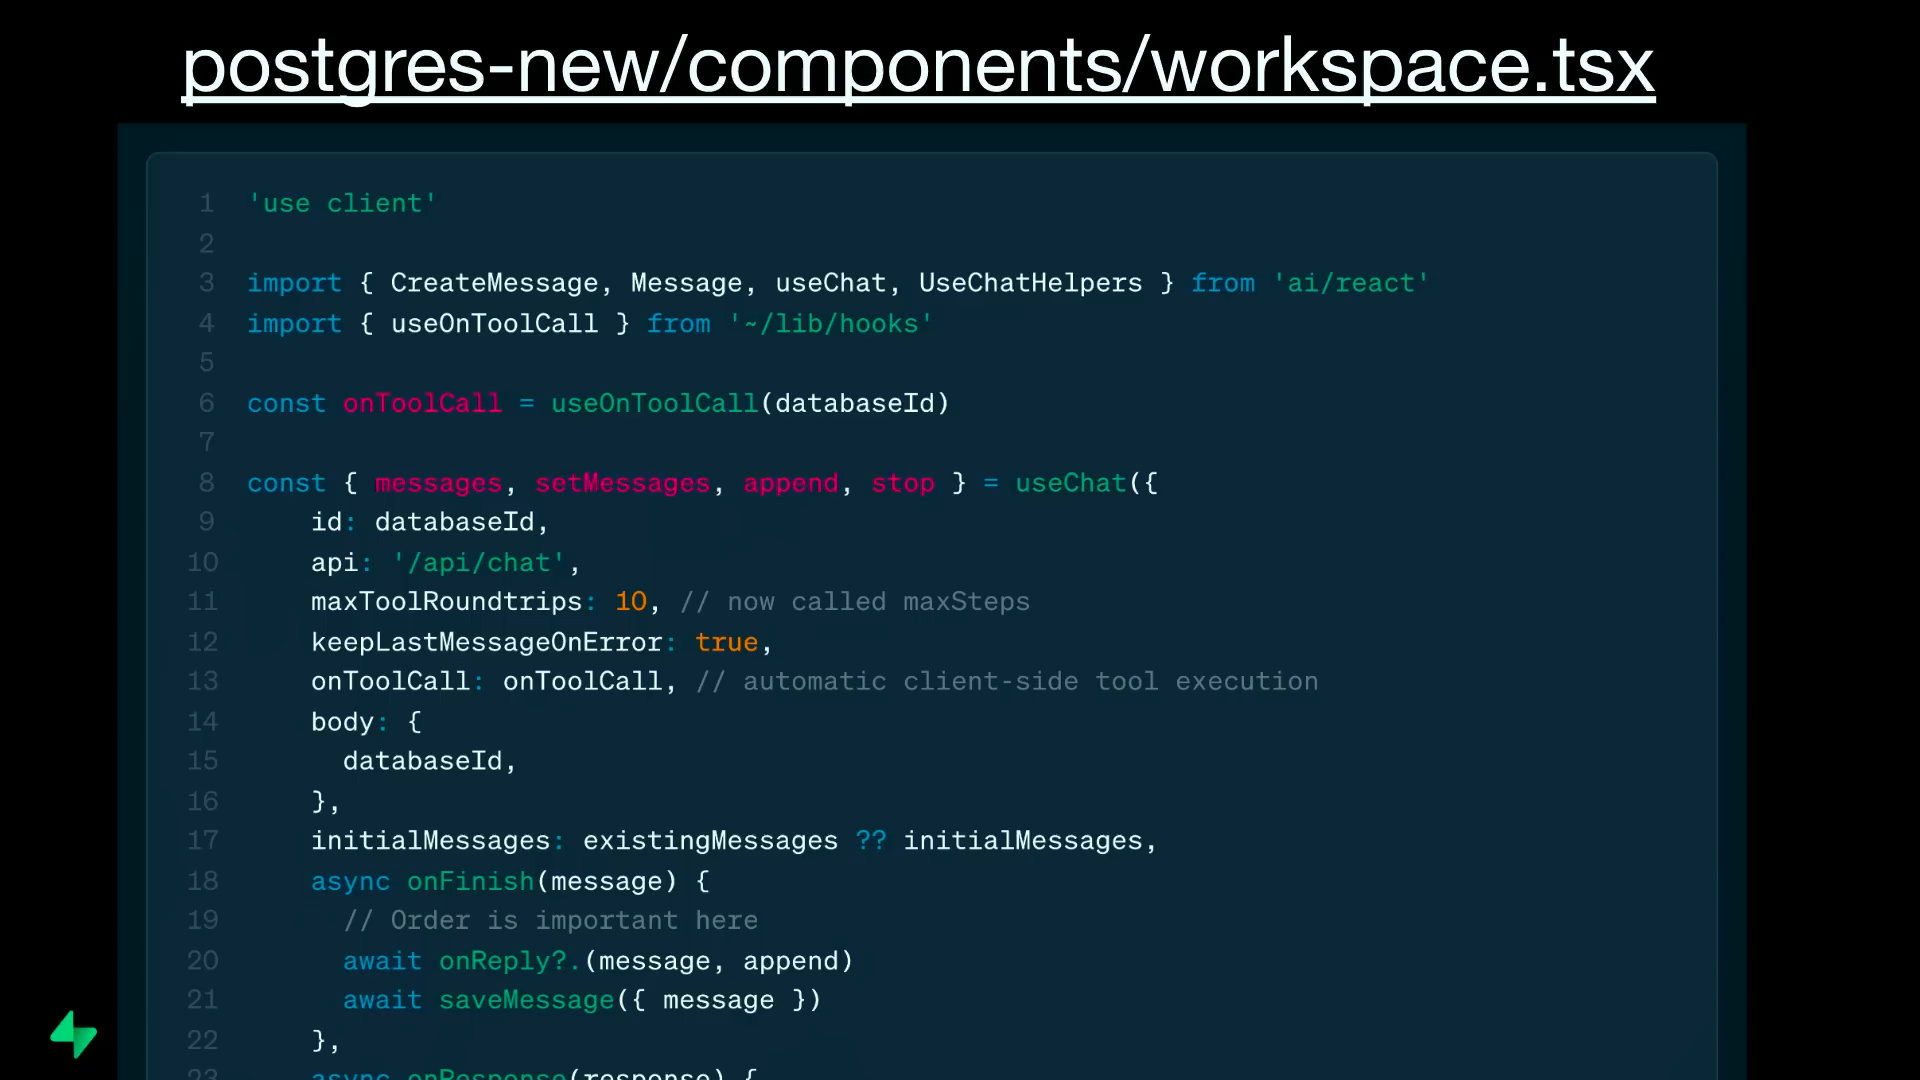 postgres-new/components/workspace.tsx
1 'use client'
2
3 import { CreateMessage, Message, useChat, UseChatHelpers } from 'ai/react'
4 import { useOnToolCall } from '~/lib/hooks'
5
6 const onToolCall = useOnToolCall(databaseId)
7
8 const { messages, setMessages, append, stop } = useChat({
9 id: databaseId,
10 api: '/api/chat',
11 maxToolRoundtrips: 10, // now called maxSteps
12 keepLastMessageOnError: true,
13 onToolCall: onToolCall, // automatic client-side tool execution
14 body: {
15 databaseId,
16 },
17 initialMessages: existingMessages ?? initialMessages,
18 async onFinish(message) {
19 // Order is important here
20 await onReply?.(message, append)
21 await saveMessage({ message })
22 },
23 async onResponse(response) {